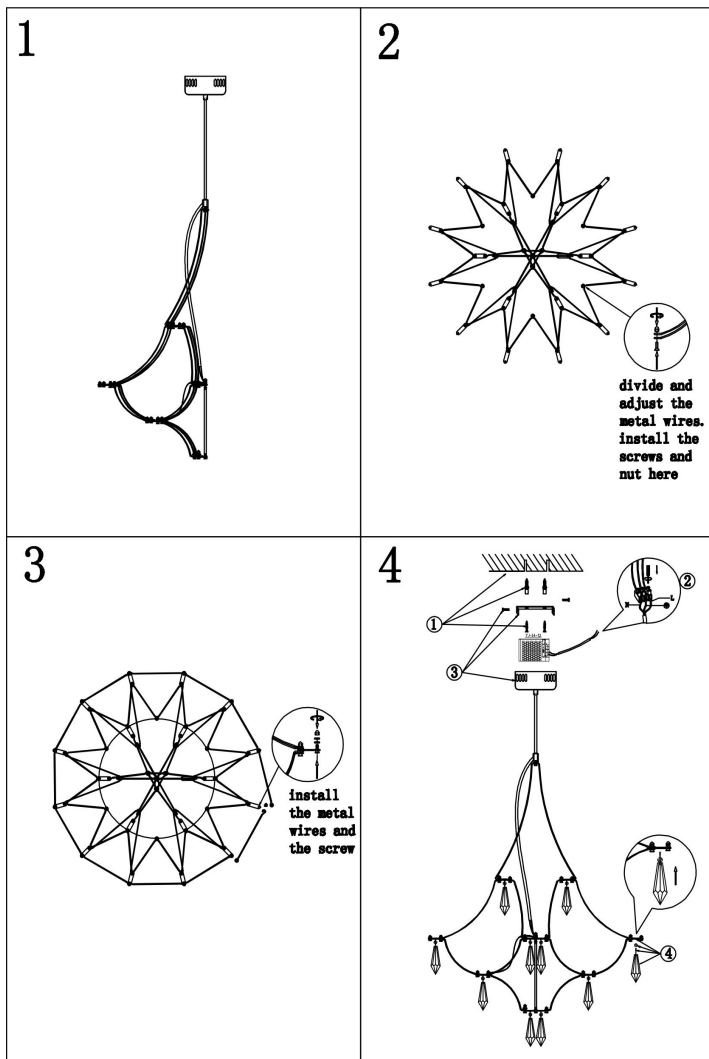 1
2
divide and
adjust the
metal wires.
install the
screws and
nut here
3
install
the metal
wires and
the screw
4
①
②
L
N
③
④